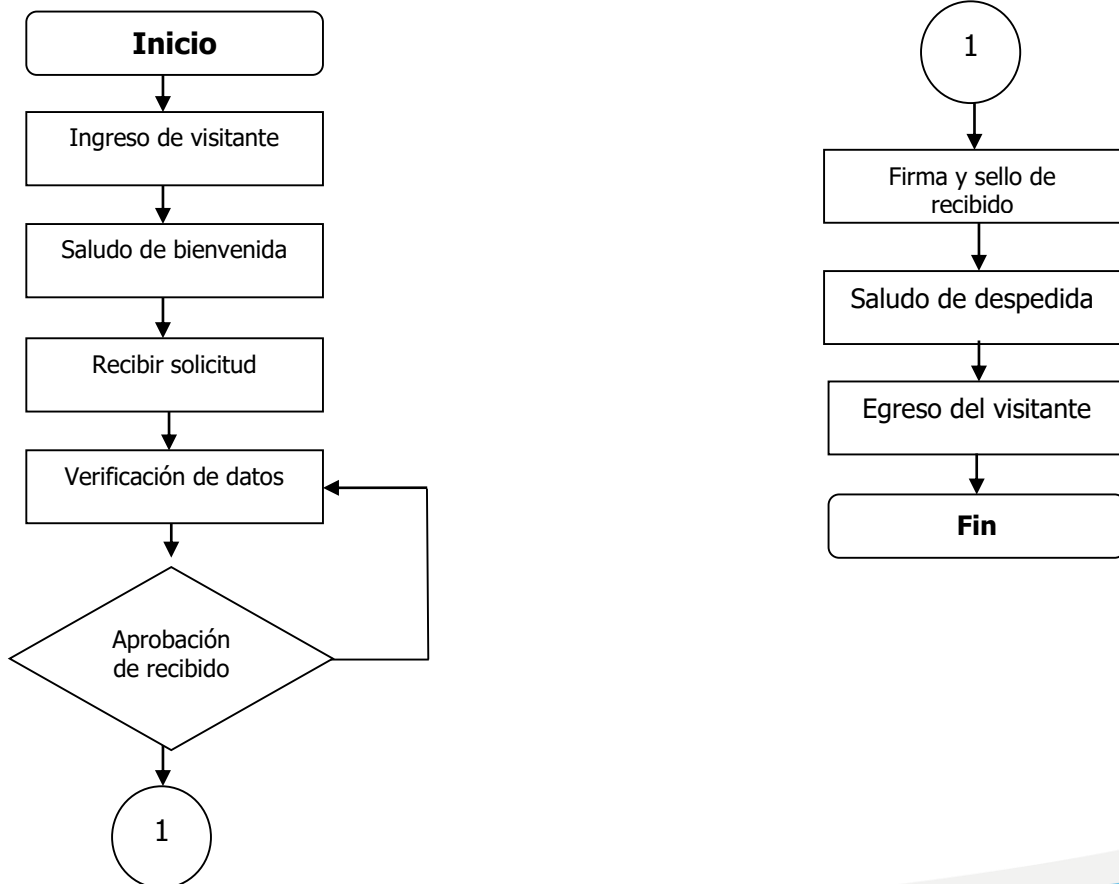 Inicio
Ingreso de visitante
Saludo de bienvenida
Recibir solicitud
Verificación de datos
Aprobación
de recibido
1
1
Firma y sello de
recibido
Saludo de despedida
Egreso del visitante
Fin